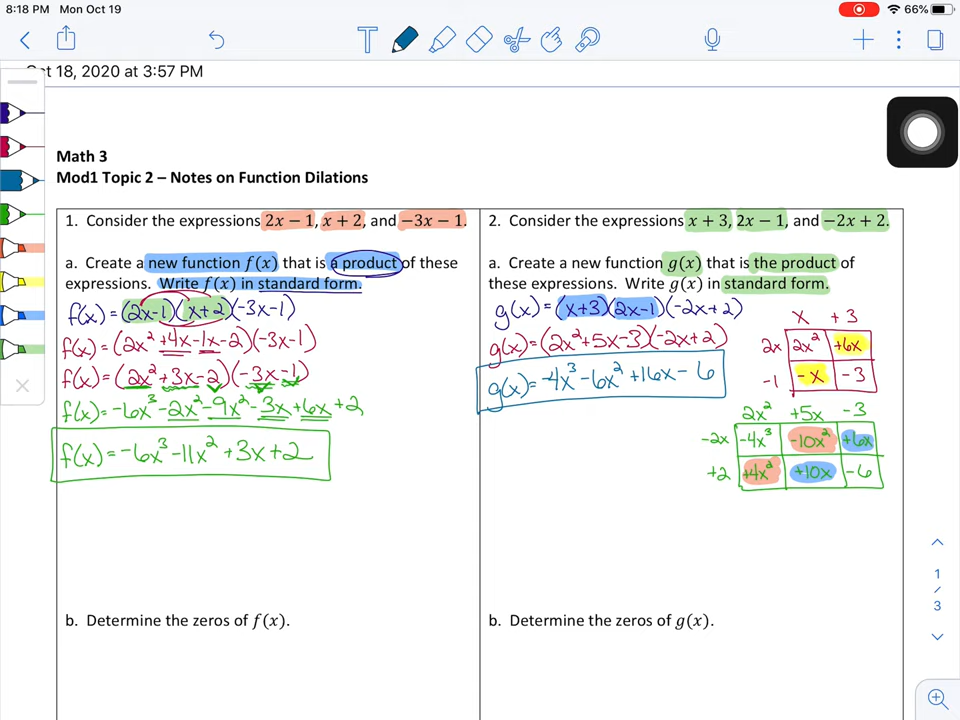 8:18 PM Mon Oct 19
66%
Oct 18, 2020 at 3:57 PM
Math 3
Mod1 Topic 2 – Notes on Function Dilations
1. Consider the expressions 2x − 1, x + 2, and −3x − 1.
a. Create a new function f(x) that is a product of these
expressions. Write f(x) in standard form.
f(x) = (2x-1)(x+2)(-3x-1)
f(x) = (2x² +4x -1x -2)(-3x-1)
f(x) = (2x² +3x -2)(-3x -1)
f(x) = -6x³ -2x² -9x² -3x +6x +2
f(x) = -6x³ -11x² +3x +2
b. Determine the zeros of f(x).
2. Consider the expressions x + 3, 2x − 1, and −2x + 2.
a. Create a new function g(x) that is the product of
these expressions. Write g(x) in standard form.
g(x) = (x+3)(2x-1)(-2x+2)
g(x) = (2x²+5x-3)(-2x+2)
g(x) = -4x³ -6x² +16x - 6
x +3
2x 2x² +6x
-1 -x -3
2x² +5x -3
-2x -4x³ -10x² +6x
+2 +4x² +10x -6
b. Determine the zeros of g(x).
1
/
3